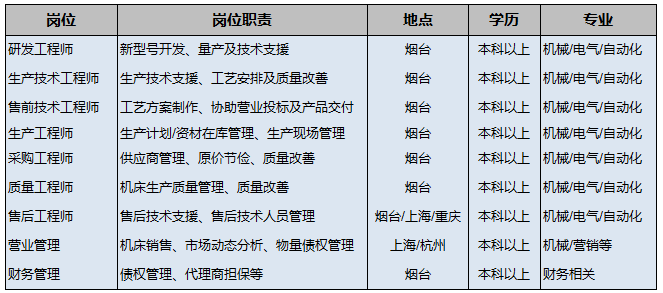 岗位 岗位职责 地点 学历 专业
研发工程师 新型号开发、量产及技术支援 烟台 本科以上 机械/电气/自动化
生产技术工程师 生产技术支援、工艺安排及质量改善 烟台 本科以上 机械/电气/自动化
售前技术工程师 工艺方案制作、协助营业投标及产品交付 烟台 本科以上 机械/电气/自动化
生产工程师 生产计划/资材在库管理、生产现场管理 烟台 本科以上 机械/电气/自动化
采购工程师 供应商管理、原价节俭、质量改善 烟台 本科以上 机械/电气/自动化
质量工程师 机床生产质量管理、质量改善 烟台 本科以上 机械/电气/自动化
售后工程师 售后技术支援、售后技术人员管理 烟台/上海/重庆 本科以上 机械/电气/自动化
营业管理 机床销售、市场动态分析、物量债权管理 上海/杭州 本科以上 机械/营销等
财务管理 债权管理、代理商担保等 烟台 本科以上 财务相关